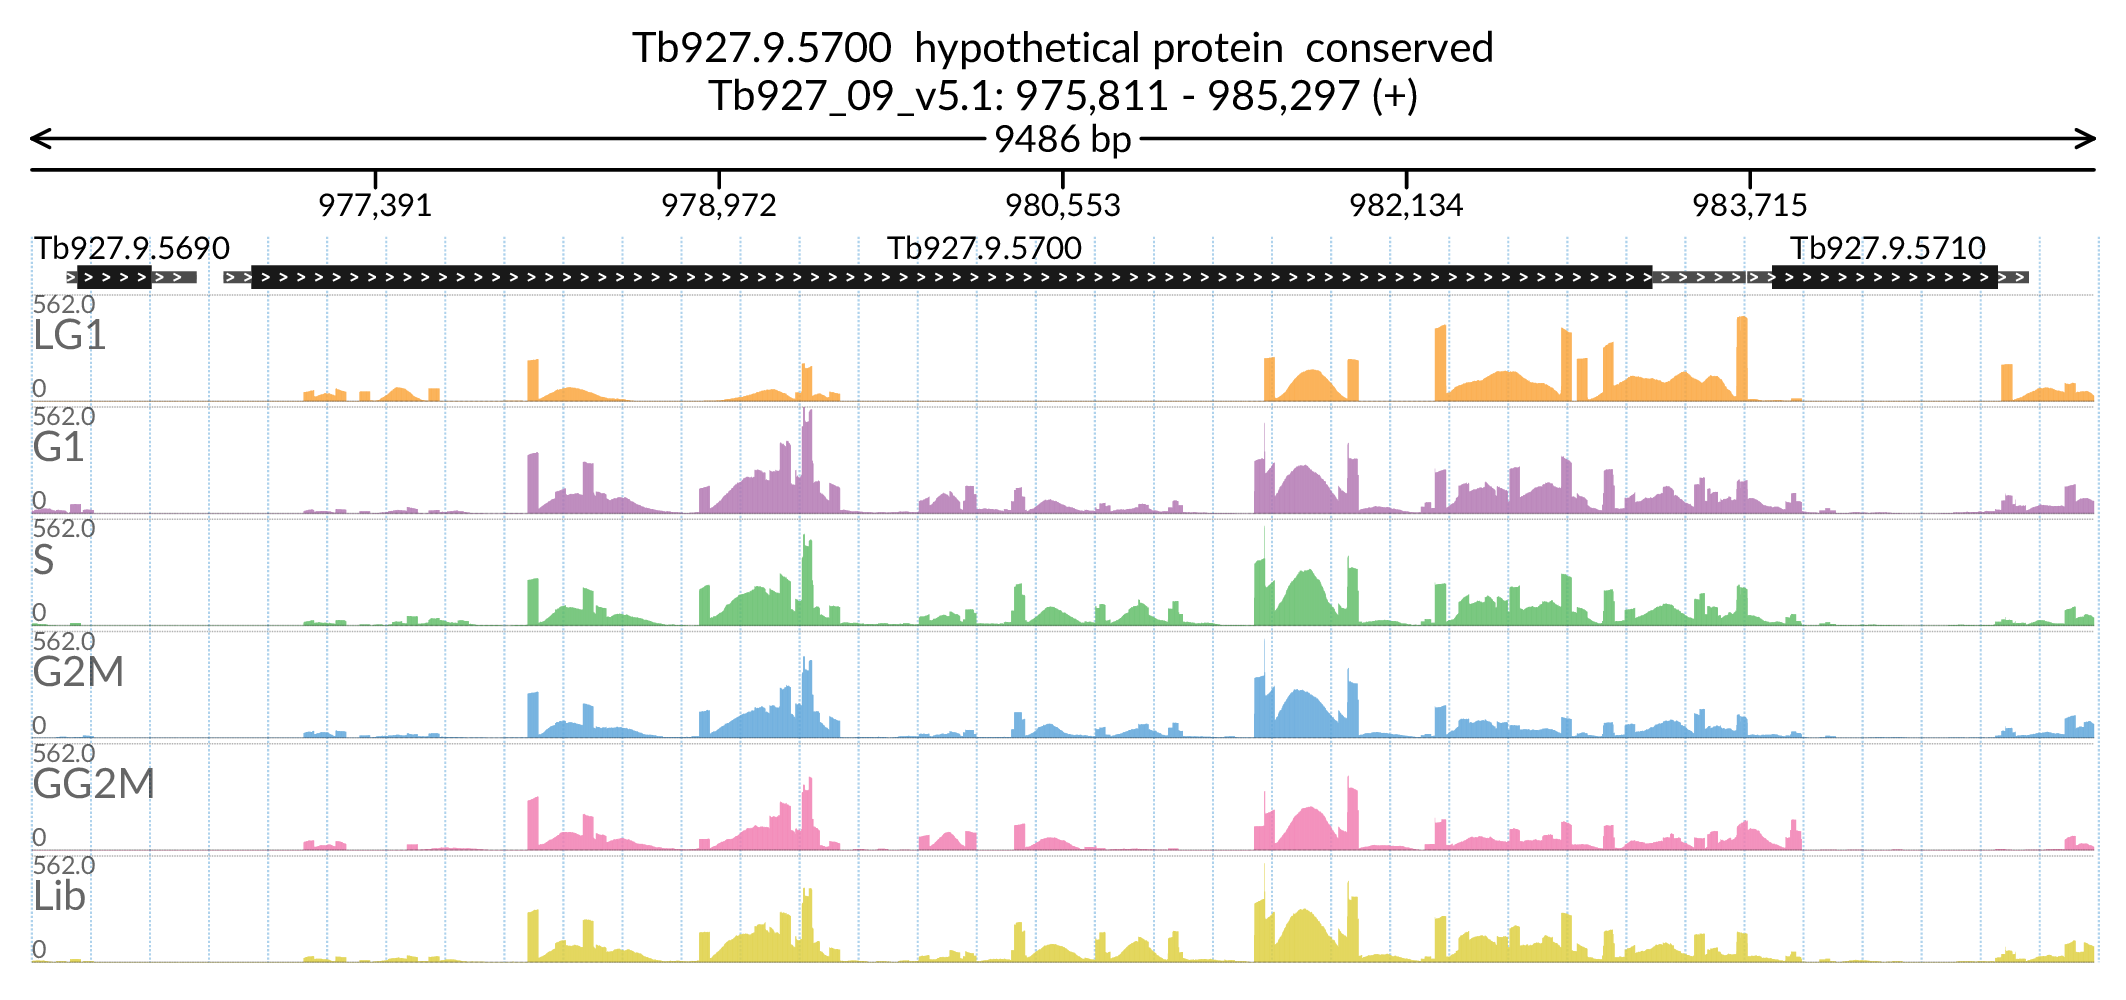 Tb927.9.5700  hypothetical protein  conserved
Tb927_09_v5.1: 975,811 - 985,297 (+)
9486 bp
977,391 978,972 980,553 982,134 983,715
Tb927.9.5690 Tb927.9.5700 Tb927.9.5710
562.0
LG1
0
562.0
G1
0
562.0
S
0
562.0
G2M
0
562.0
GG2M
0
562.0
Lib
0